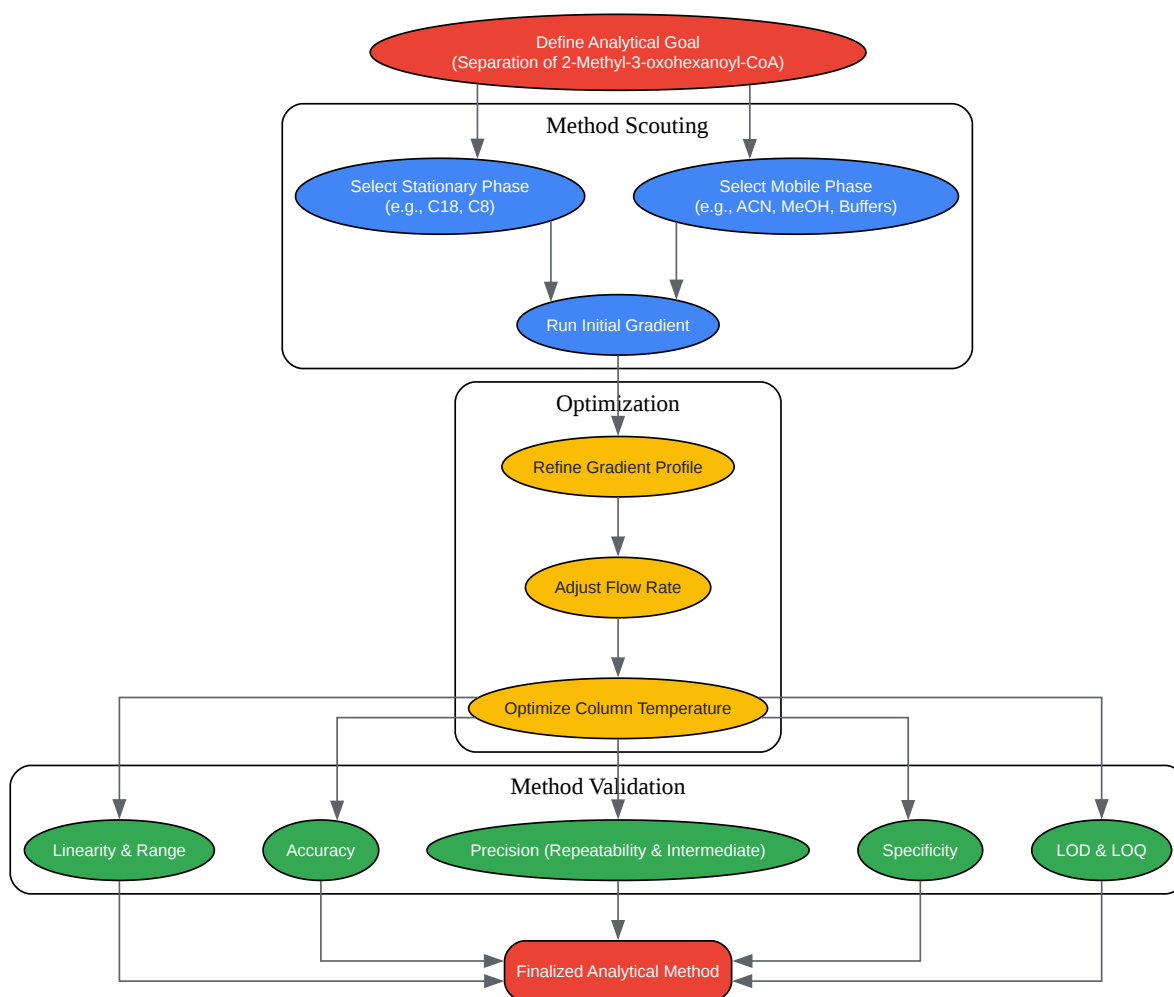 Define Analytical Goal
(Separation of 2-Methyl-3-oxohexanoyl-CoA)
Method Scouting
Select Stationary Phase
(e.g., C18, C8)
Select Mobile Phase
(e.g., ACN, MeOH, Buffers)
Run Initial Gradient
Optimization
Refine Gradient Profile
Adjust Flow Rate
Optimize Column Temperature
Method Validation
Linearity & Range
Accuracy
Precision (Repeatability & Intermediate)
Specificity
LOD & LOQ
Finalized Analytical Method